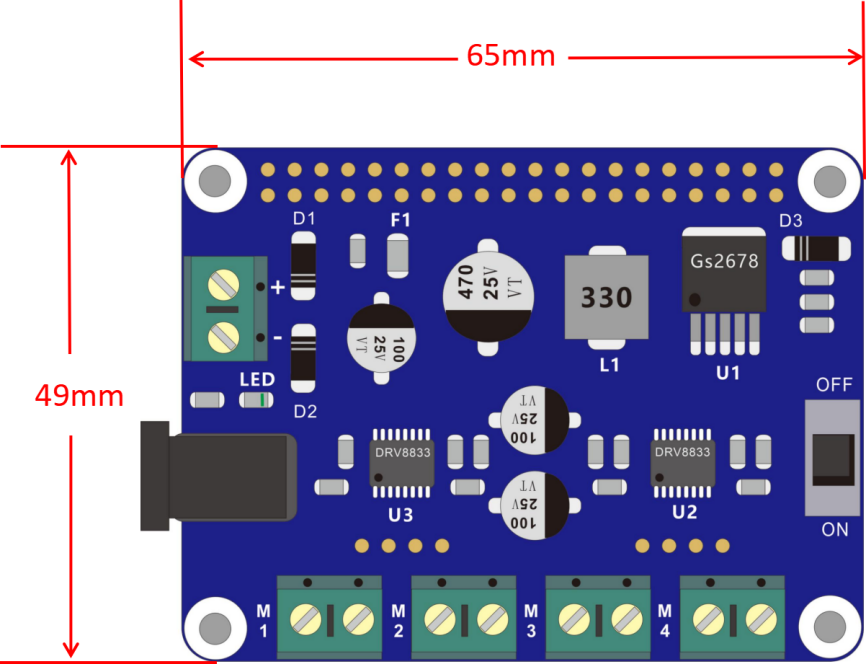 65mm
49mm
D1
F1
D3
470
25V
VT
330
Gs2678
+
-
100
25V
VT
L1
U1
LED
D2
OFF
VT
25V
100
DRV8833
DRV8833
VT
25V
100
U3
U2
ON
M
1
M
2
M
3
M
4